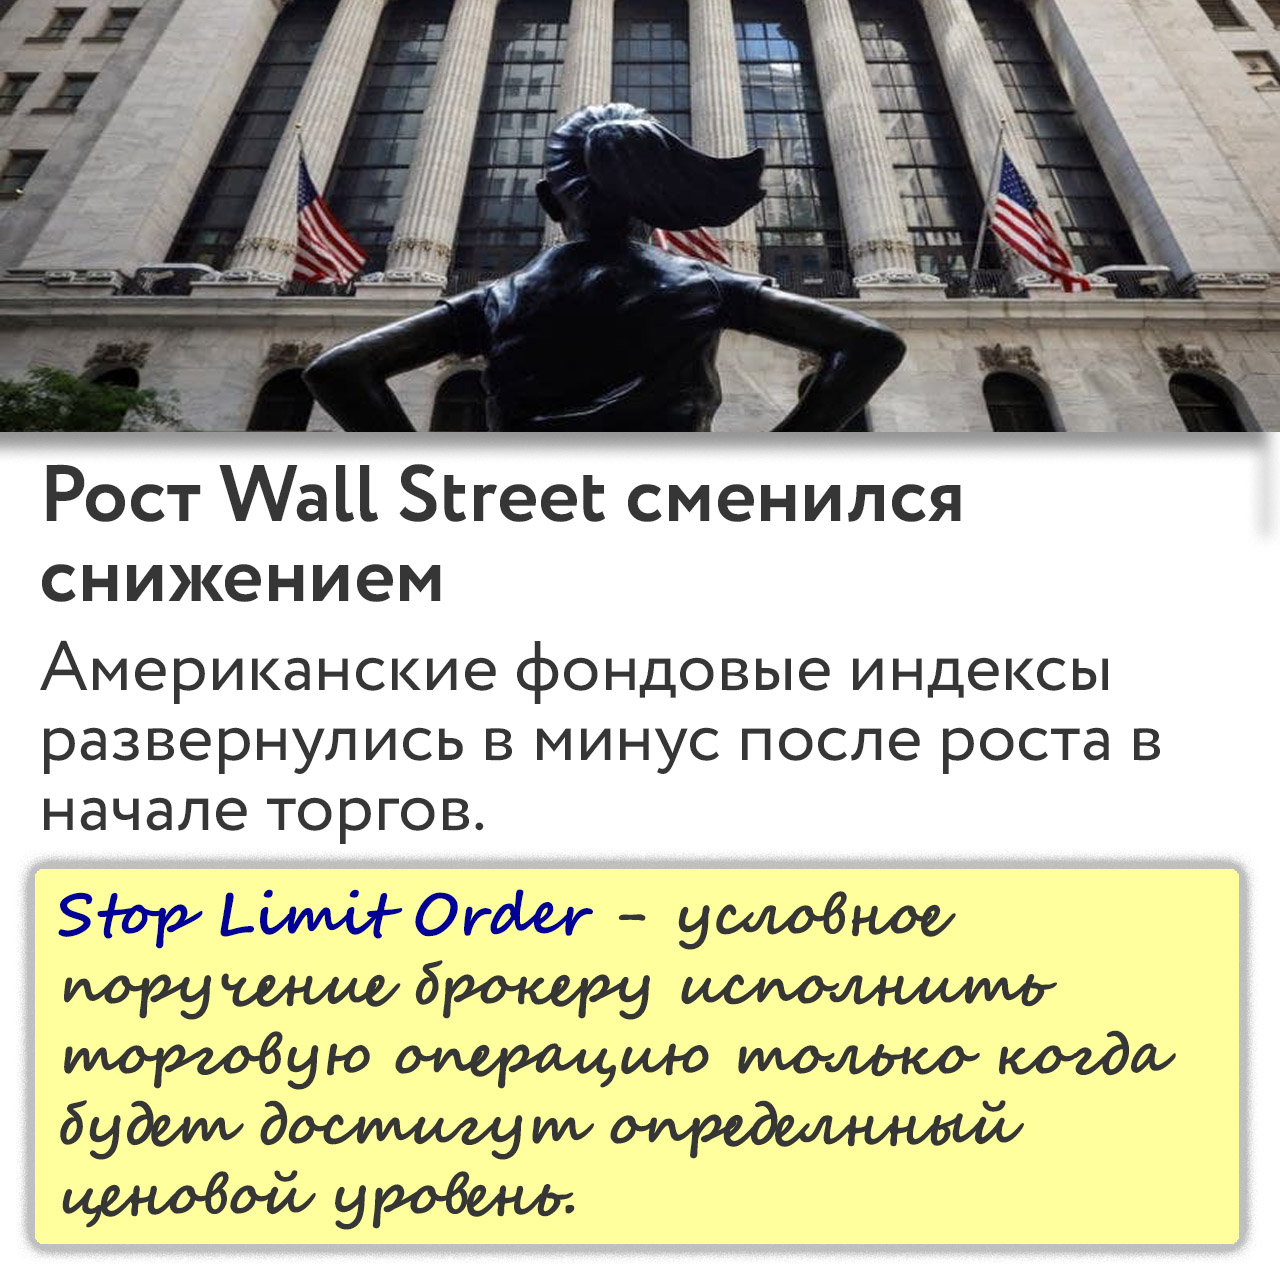 Рост Wall Street сменился
снижением
Американские фондовые индексы
развернулись в минус после роста в
начале торгов.
Stop Limit Order - условное
поручение брокеру исполнить
торговую операцию только когда
будет достигут определнный
ценовой уровень.